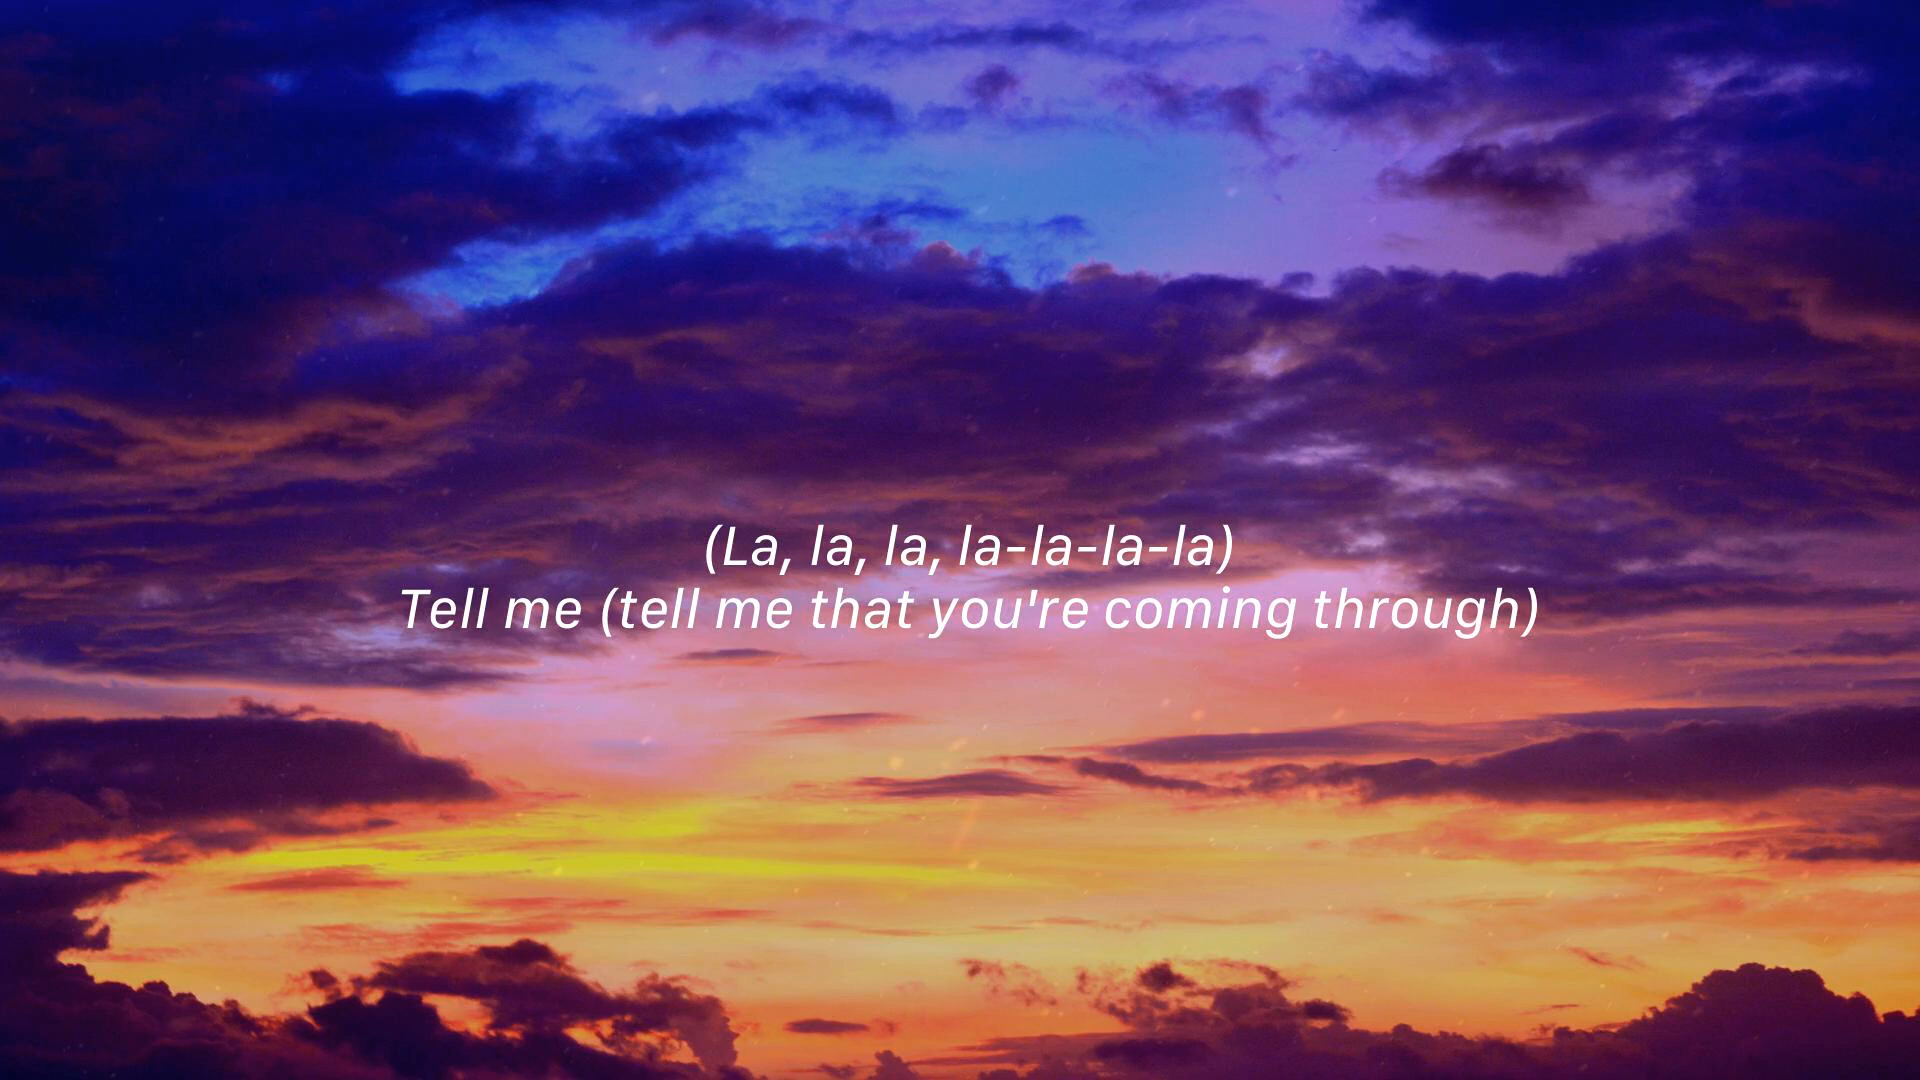 (La, la, la, la-la-la-la)
Tell me (tell me that you're coming through)